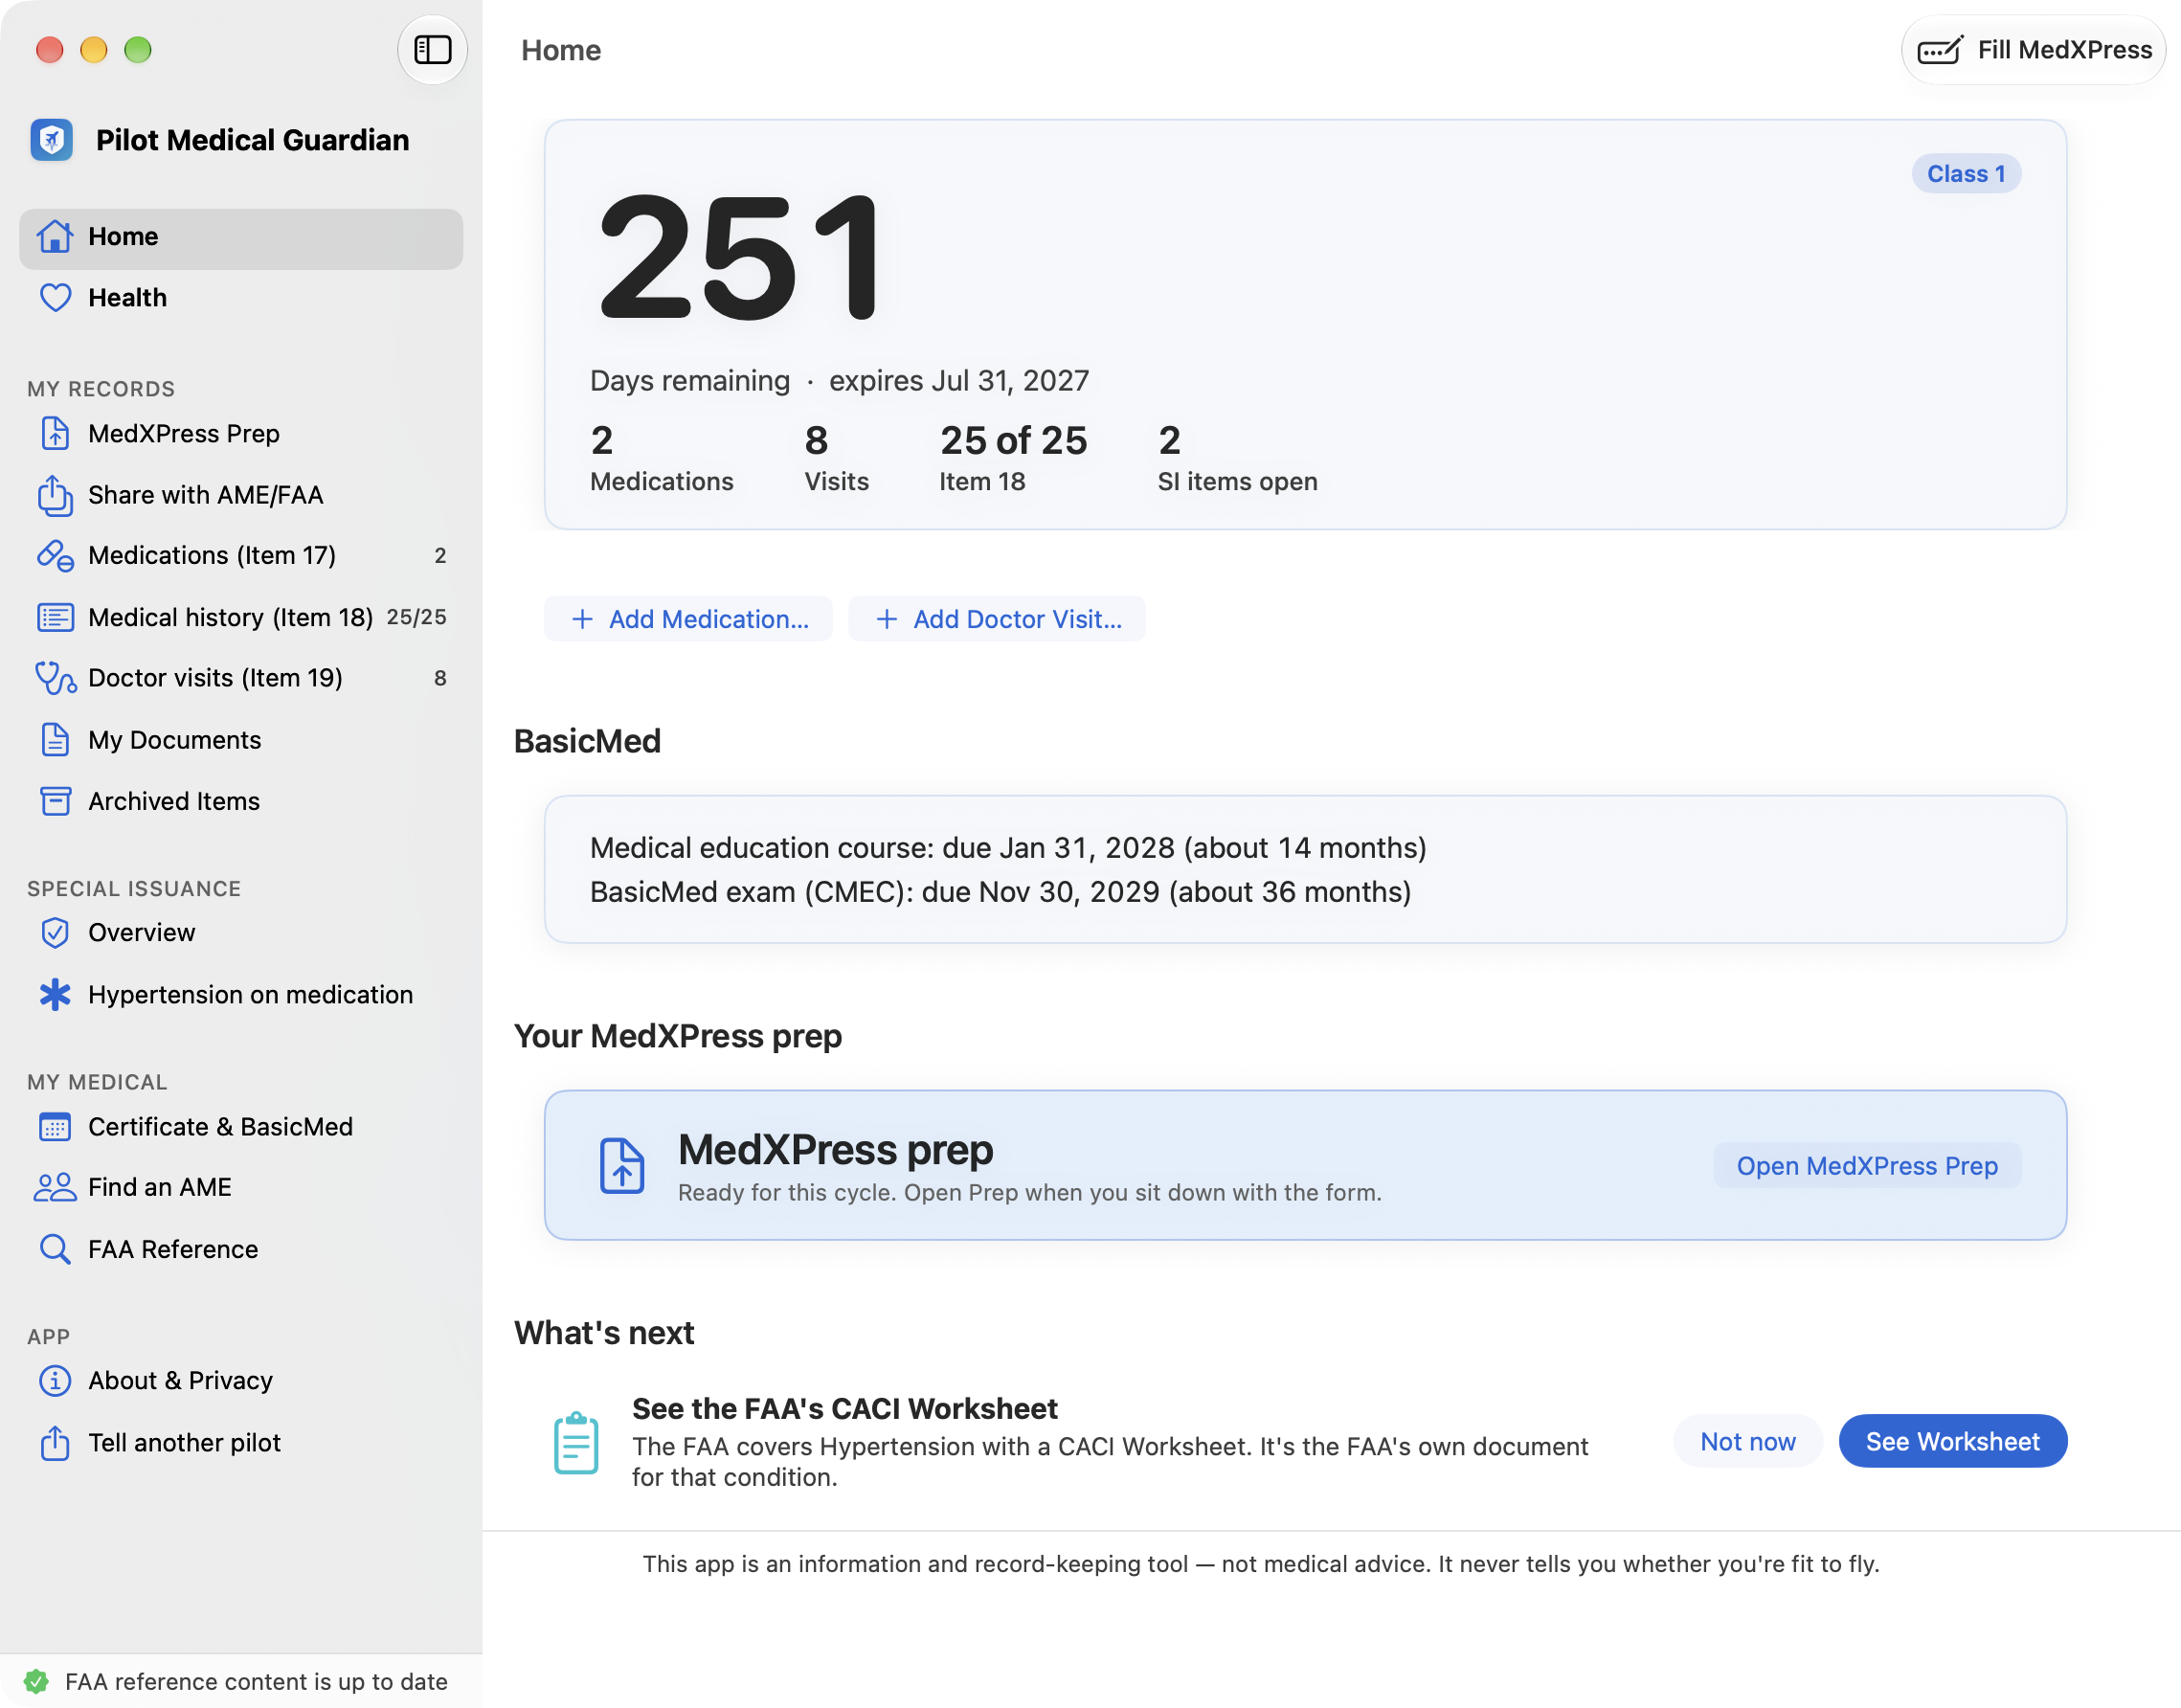 Pilot Medical Guardian
Home
Health
MY RECORDS
MedXPress Prep
Share with AME/FAA
Medications (Item 17) 2
Medical history (Item 18) 25/25
Doctor visits (Item 19) 8
My Documents
Archived Items
SPECIAL ISSUANCE
Overview
Hypertension on medication
MY MEDICAL
Certificate & BasicMed
Find an AME
FAA Reference
APP
About & Privacy
Tell another pilot
FAA reference content is up to date
Home
Fill MedXPress
Class 1
251
Days remaining · expires Jul 31, 2027
2 8 25 of 25 2
Medications Visits Item 18 SI items open
+ Add Medication... + Add Doctor Visit...
BasicMed
Medical education course: due Jan 31, 2028 (about 14 months)
BasicMed exam (CMEC): due Nov 30, 2029 (about 36 months)
Your MedXPress prep
MedXPress prep
Ready for this cycle. Open Prep when you sit down with the form.
Open MedXPress Prep
What's next
See the FAA's CACI Worksheet
The FAA covers Hypertension with a CACI Worksheet. It's the FAA's own document
for that condition.
Not now See Worksheet
This app is an information and record-keeping tool — not medical advice. It never tells you whether you're fit to fly.